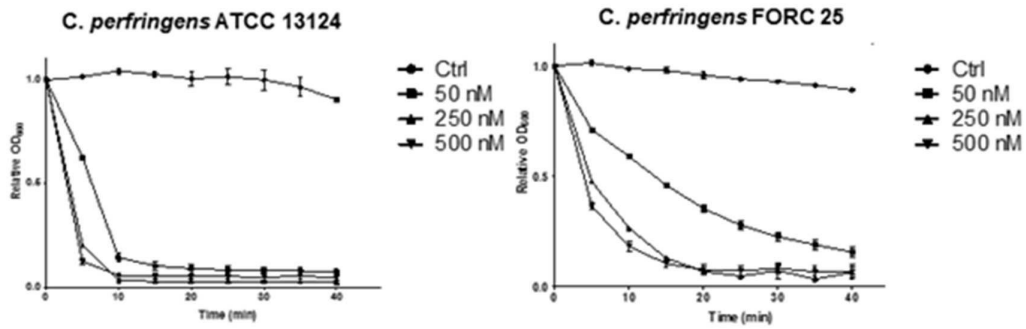 C. perfringens ATCC 13124
1.0
0.5
0.0
Relative OD600
0
10
20
30
40
Time (min)
Ctrl
50 nM
250 nM
500 nM
C. perfringens FORC 25
1.0
0.5
0.0
Relative OD600
0
10
20
30
40
Time (min)
Ctrl
50 nM
250 nM
500 nM